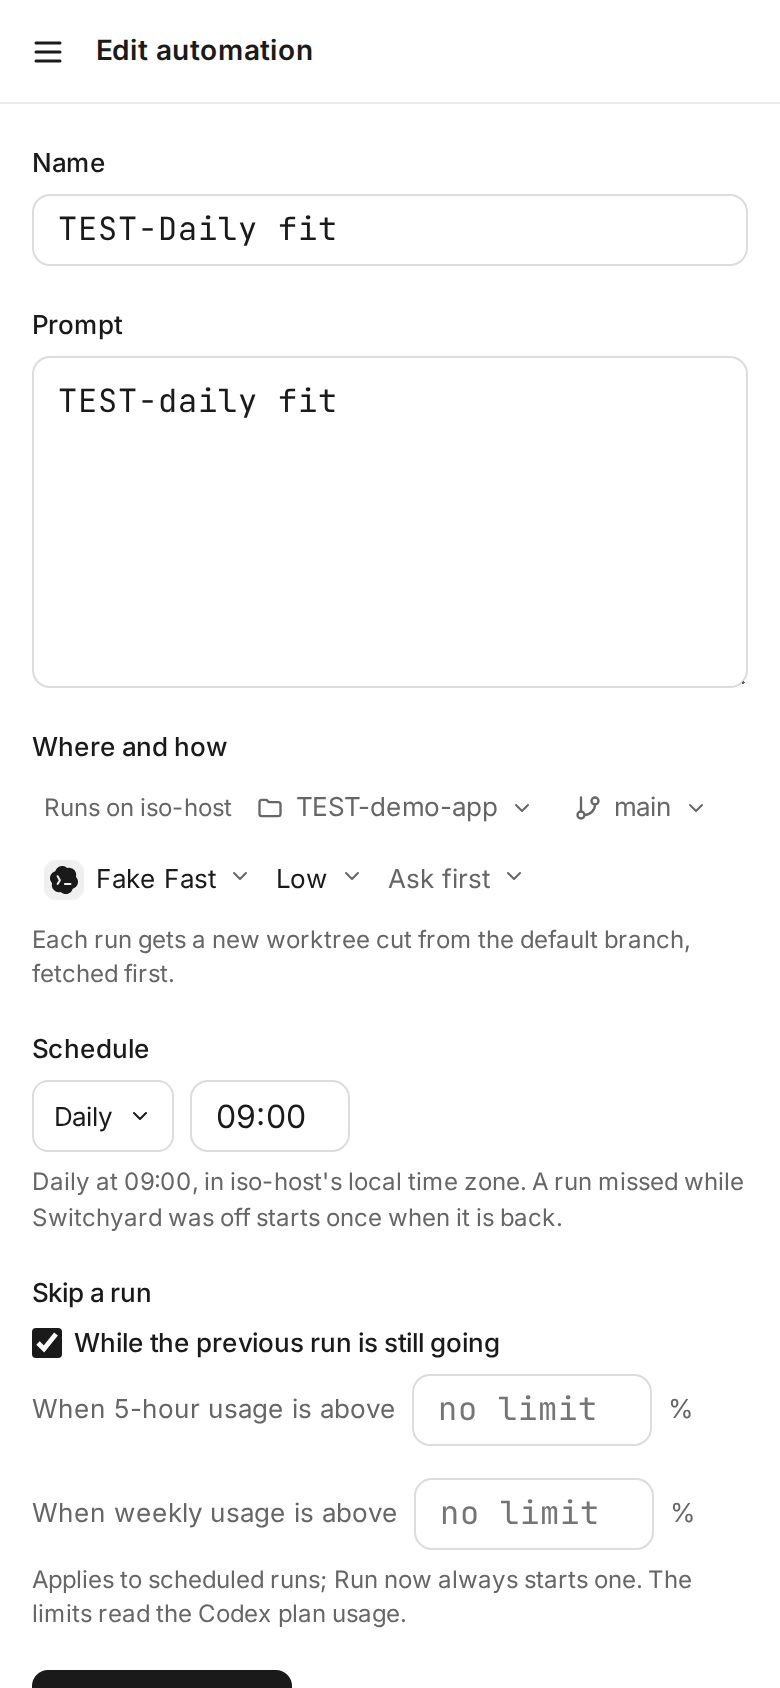 Edit automation
Name
TEST-Daily fit
Prompt
TEST-daily fit
Where and how
Runs on iso-host TEST-demo-app main
Fake Fast Low Ask first
Each run gets a new worktree cut from the default branch,
fetched first.
Schedule
Daily 09:00
Daily at 09:00, in iso-host's local time zone. A run missed while
Switchyard was off starts once when it is back.
Skip a run
While the previous run is still going
When 5-hour usage is above no limit %
When weekly usage is above no limit %
Applies to scheduled runs; Run now always starts one. The
limits read the Codex plan usage.